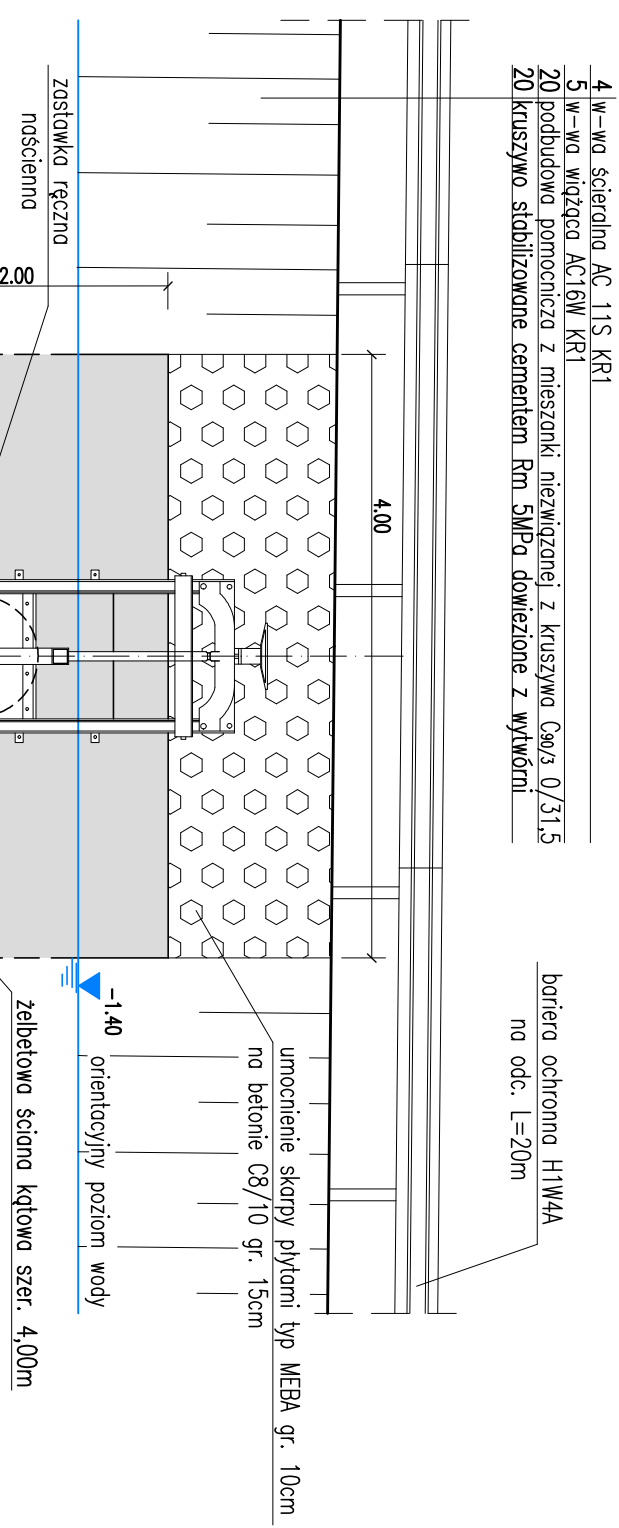 4 w-wa ścieralna AC 11S KR1
5 w-wa wiążąca AC16W KR1
20 podbudowa pomocnicza z mieszanki niezwiązanej z kruszywa C90/3 0/31,5
20 kruszywo stabilizowane cementem Rm 5MPa dowiezione z wytwórni
bariera ochronna H1W4A
na odc. L=20m
4.00
umocnienie skarpy płytami typ MEBA gr. 10cm
na betonie C8/10 gr. 15cm
-1.40
orientacyjny poziom wody
zastawka ręczna
naścienna
2.00
żelbetowa ściana kątowa szer. 4,00m